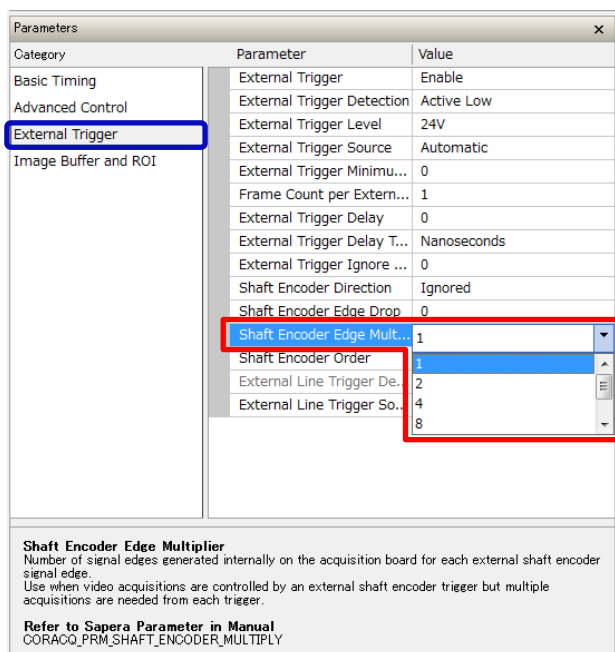 Parameters
Category
Parameter Value
Basic Timing
Advanced Control
External Trigger
Image Buffer and ROI
External Trigger Enable
External Trigger Detection Active Low
External Trigger Level 24V
External Trigger Source Automatic
External Trigger Minimu... 0
Frame Count per Extern... 1
External Trigger Delay 0
External Trigger Delay T... Nanoseconds
External Trigger Ignore ... 0
Shaft Encoder Direction Ignored
Shaft Encoder Edge Drop 0
Shaft Encoder Edge Mult... 1
Shaft Encoder Order
External Line Trigger De...
External Line Trigger So...
1
2
4
8
Shaft Encoder Edge Multiplier
Number of signal edges generated internally on the acquisition board for each external shaft encoder
signal edge.
Use when video acquisitions are controlled by an external shaft encoder trigger but multiple
acquisitions are needed from each trigger.
Refer to Sapera Parameter in Manual
CORACQ_PRM_SHAFT_ENCODER_MULTIPLY